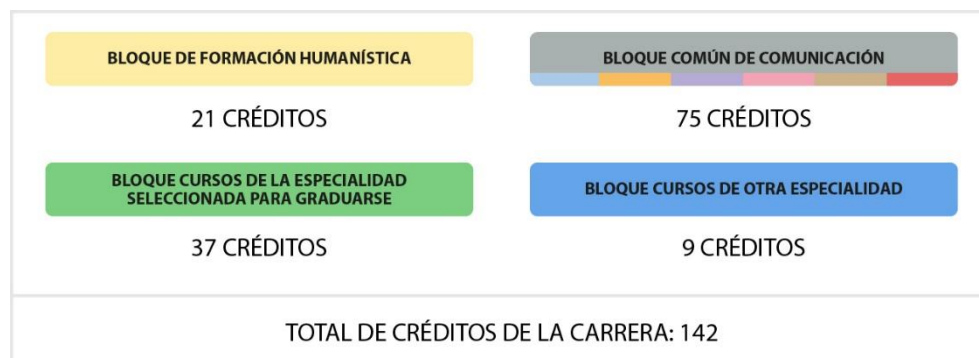 BLOQUE DE FORMACIÓN HUMANÍSTICA
21 CRÉDITOS
BLOQUE COMÚN DE COMUNICACIÓN
75 CRÉDITOS
BLOQUE CURSOS DE LA ESPECIALIDAD
SELECCIONADA PARA GRADUARSE
37 CRÉDITOS
BLOQUE CURSOS DE OTRA ESPECIALIDAD
9 CRÉDITOS
TOTAL DE CRÉDITOS DE LA CARRERA: 142